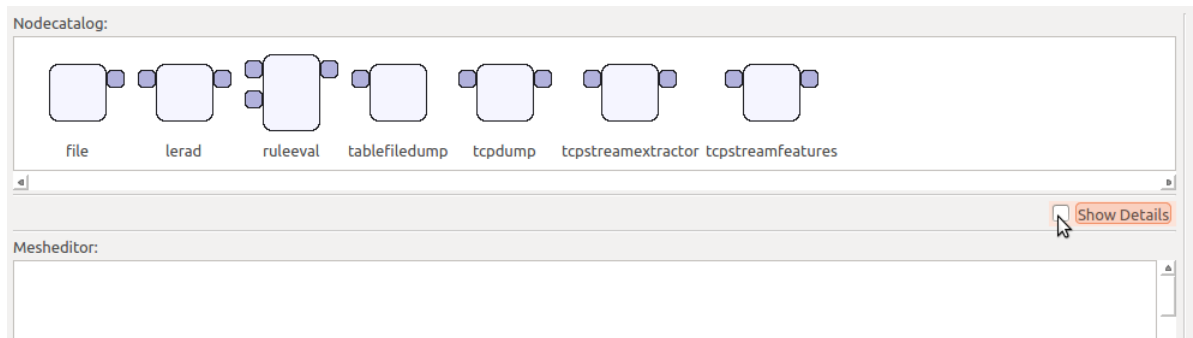 Nodecatalog:
file lerad ruleeval tablefiledump tcpdump tcpstreamextractor tcpstreamfeatures
Show Details
Mesheditor: